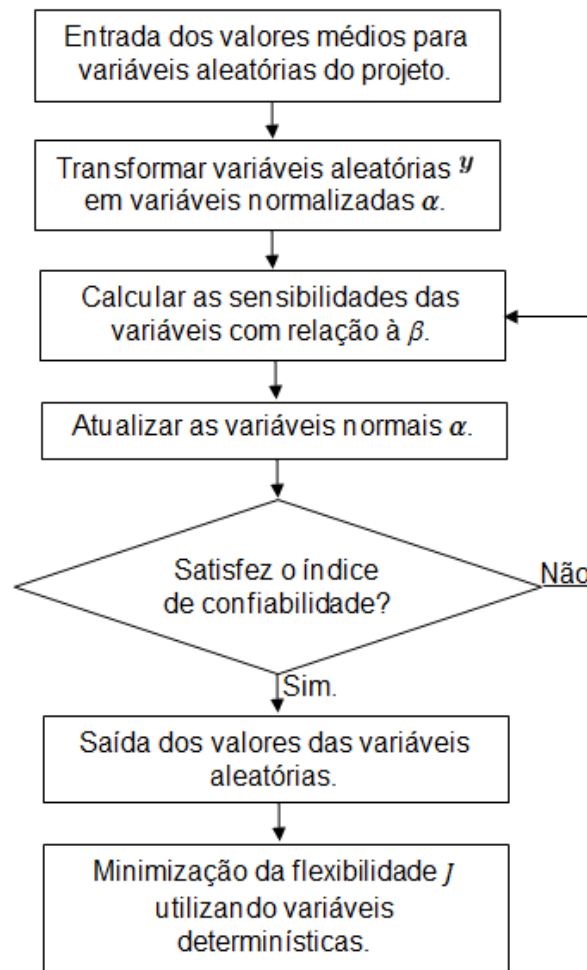 Entrada dos valores médios para
variáveis aleatórias do projeto.
Transformar variáveis aleatórias y
em variáveis normalizadas α.
Calcular as sensibilidades das
variáveis com relação à β.
Atualizar as variáveis normais α.
Satisfez o índice
de confiabilidade?
Não
Sim.
Saída dos valores das variáveis
aleatórias.
Minimização da flexibilidade J
utilizando variáveis
determinísticas.